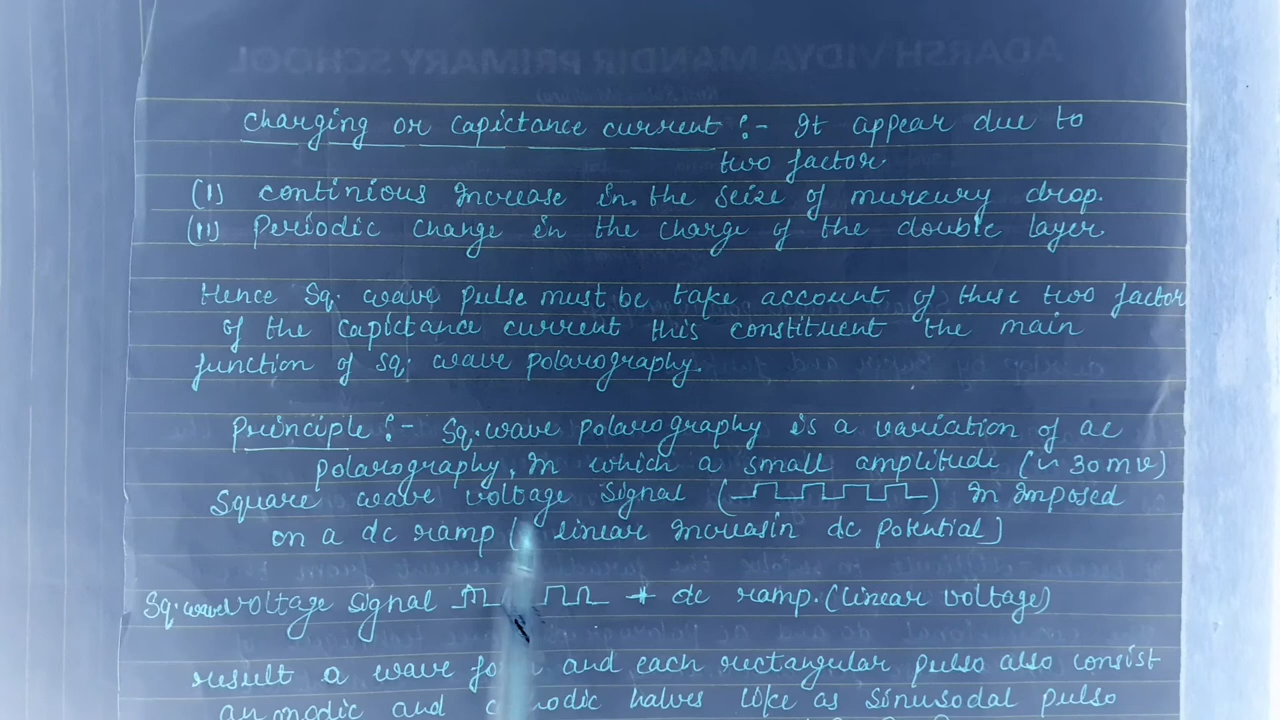 charging or capictance current :- It appear due to
two factor.
(I) continious increase in the seize of murcury drop.
(II) Periodic change in the charge of the double layer.
Hence Sq. wave pulse must be take account of these two factor
of the capictance current this constituent the main
function of sq. wave polarography.
Principle :- Sq. wave polarography is a variation of ac
polarography. In which a small amplitude (~ 30 mv)
Square wave voltage signal ( ) In imposed
on a dc ramp ( linear increasin dc potential)
Sq. wave voltage signal + dc ramp. (linear voltage)
result a wave and each rectangular pulso also consist
and halves like as sinusodal pulso